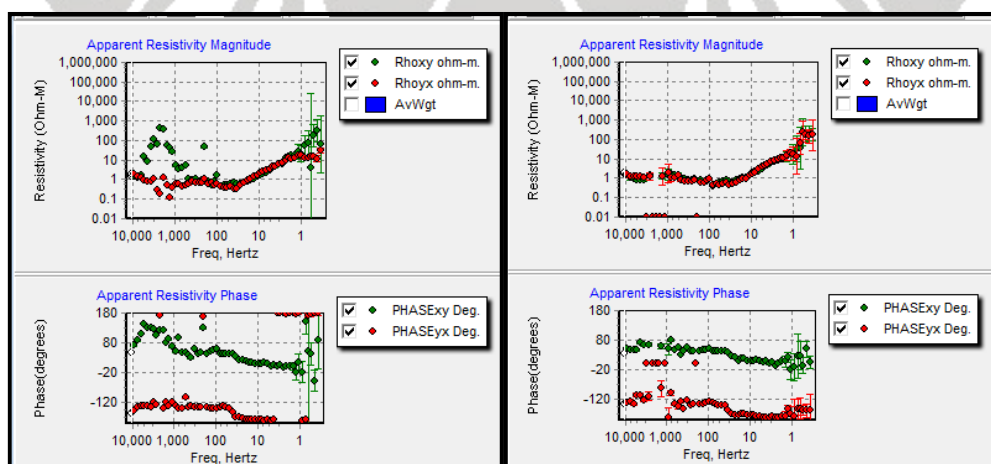 Apparent Resistivity Magnitude
Resistivity (Ohm-M)
1,000,000
100,000
10,000
1,000
100
10
1
0.1
0.01
10,000 1,000 100 10 1
Freq, Hertz
Rhoxy ohm-m.
Rhoyx ohm-m.
AvWgt
Apparent Resistivity Phase
Phase(degrees)
180
80
-20
-120
10,000 1,000 100 10 1
Freq, Hertz
PHASExy Deg.
PHASEyx Deg.
Apparent Resistivity Magnitude
Resistivity (Ohm-M)
1,000,000
100,000
10,000
1,000
100
10
1
0.1
0.01
10,000 1,000 100 10 1
Freq, Hertz
Rhoxy ohm-m.
Rhoyx ohm-m.
AvWgt
Apparent Resistivity Phase
Phase(degrees)
180
80
-20
-120
10,000 1,000 100 10 1
Freq, Hertz
PHASExy Deg.
PHASEyx Deg.